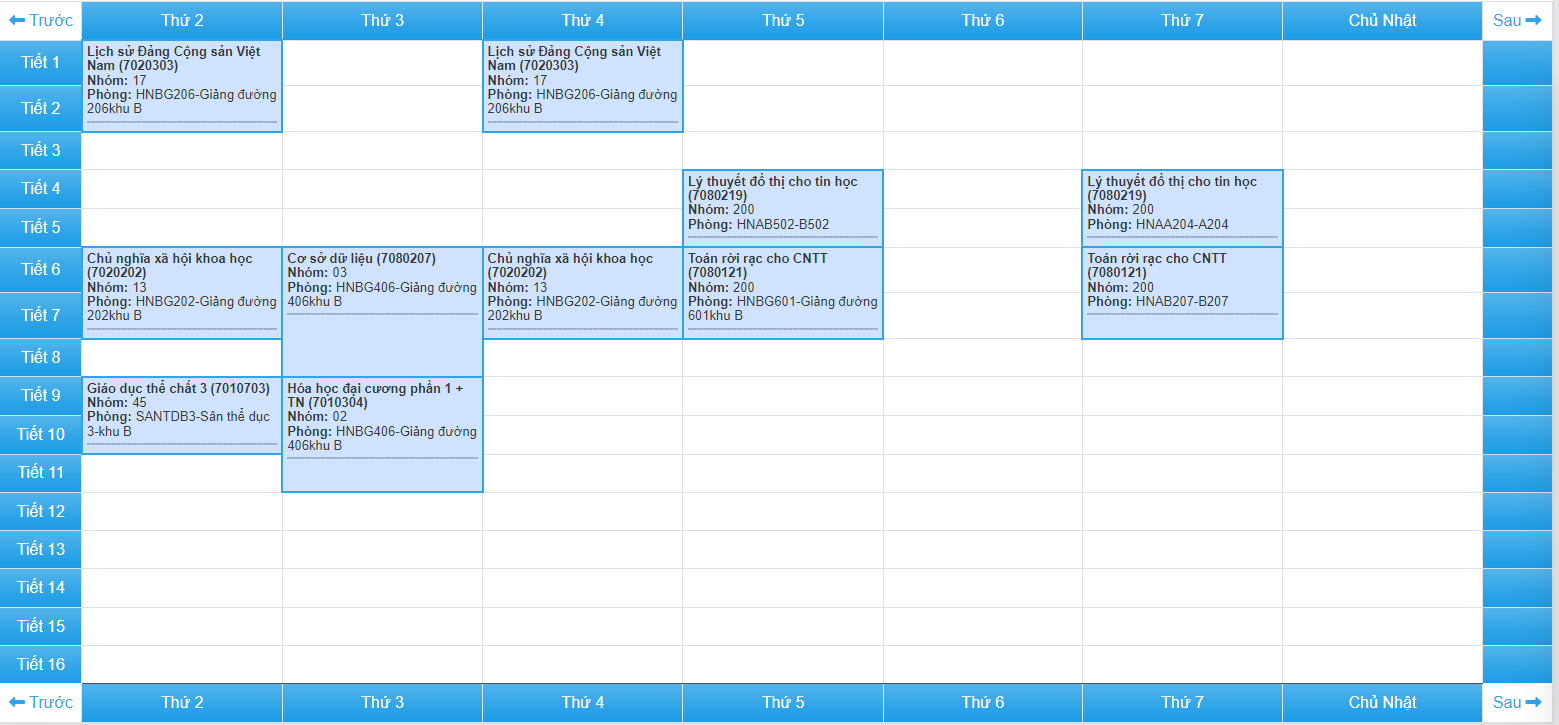 Trước Thứ 2 Thứ 3 Thứ 4 Thứ 5 Thứ 6 Thứ 7 Chủ Nhật Sau
Tiết 1
Lịch sử Đảng Cộng sản Việt
Nam (7020303)
Nhóm: 17
Phòng: HNBG206-Giảng đường
206khu B
Lịch sử Đảng Cộng sản Việt
Nam (7020303)
Nhóm: 17
Phòng: HNBG206-Giảng đường
206khu B
Tiết 2
Tiết 3
Tiết 4
Lý thuyết đồ thị cho tin học
(7080219)
Nhóm: 200
Phòng: HNAB502-B502
Lý thuyết đồ thị cho tin học
(7080219)
Nhóm: 200
Phòng: HNAA204-A204
Tiết 5
Tiết 6
Chủ nghĩa xã hội khoa học
(7020202)
Nhóm: 13
Phòng: HNBG202-Giảng đường
202khu B
Cơ sở dữ liệu (7080207)
Nhóm: 03
Phòng: HNBG406-Giảng đường
406khu B
Chủ nghĩa xã hội khoa học
(7020202)
Nhóm: 13
Phòng: HNBG202-Giảng đường
202khu B
Toán rời rạc cho CNTT
(7080121)
Nhóm: 200
Phòng: HNBG601-Giảng đường
601khu B
Toán rời rạc cho CNTT
(7080121)
Nhóm: 200
Phòng: HNAB207-B207
Tiết 7
Tiết 8
Tiết 9
Giáo dục thể chất 3 (7010703)
Nhóm: 45
Phòng: SANTDB3-Sân thể dục
3-khu B
Hóa học đại cương phần 1 +
TN (7010304)
Nhóm: 02
Phòng: HNBG406-Giảng đường
406khu B
Tiết 10
Tiết 11
Tiết 12
Tiết 13
Tiết 14
Tiết 15
Tiết 16
Trước Thứ 2 Thứ 3 Thứ 4 Thứ 5 Thứ 6 Thứ 7 Chủ Nhật Sau